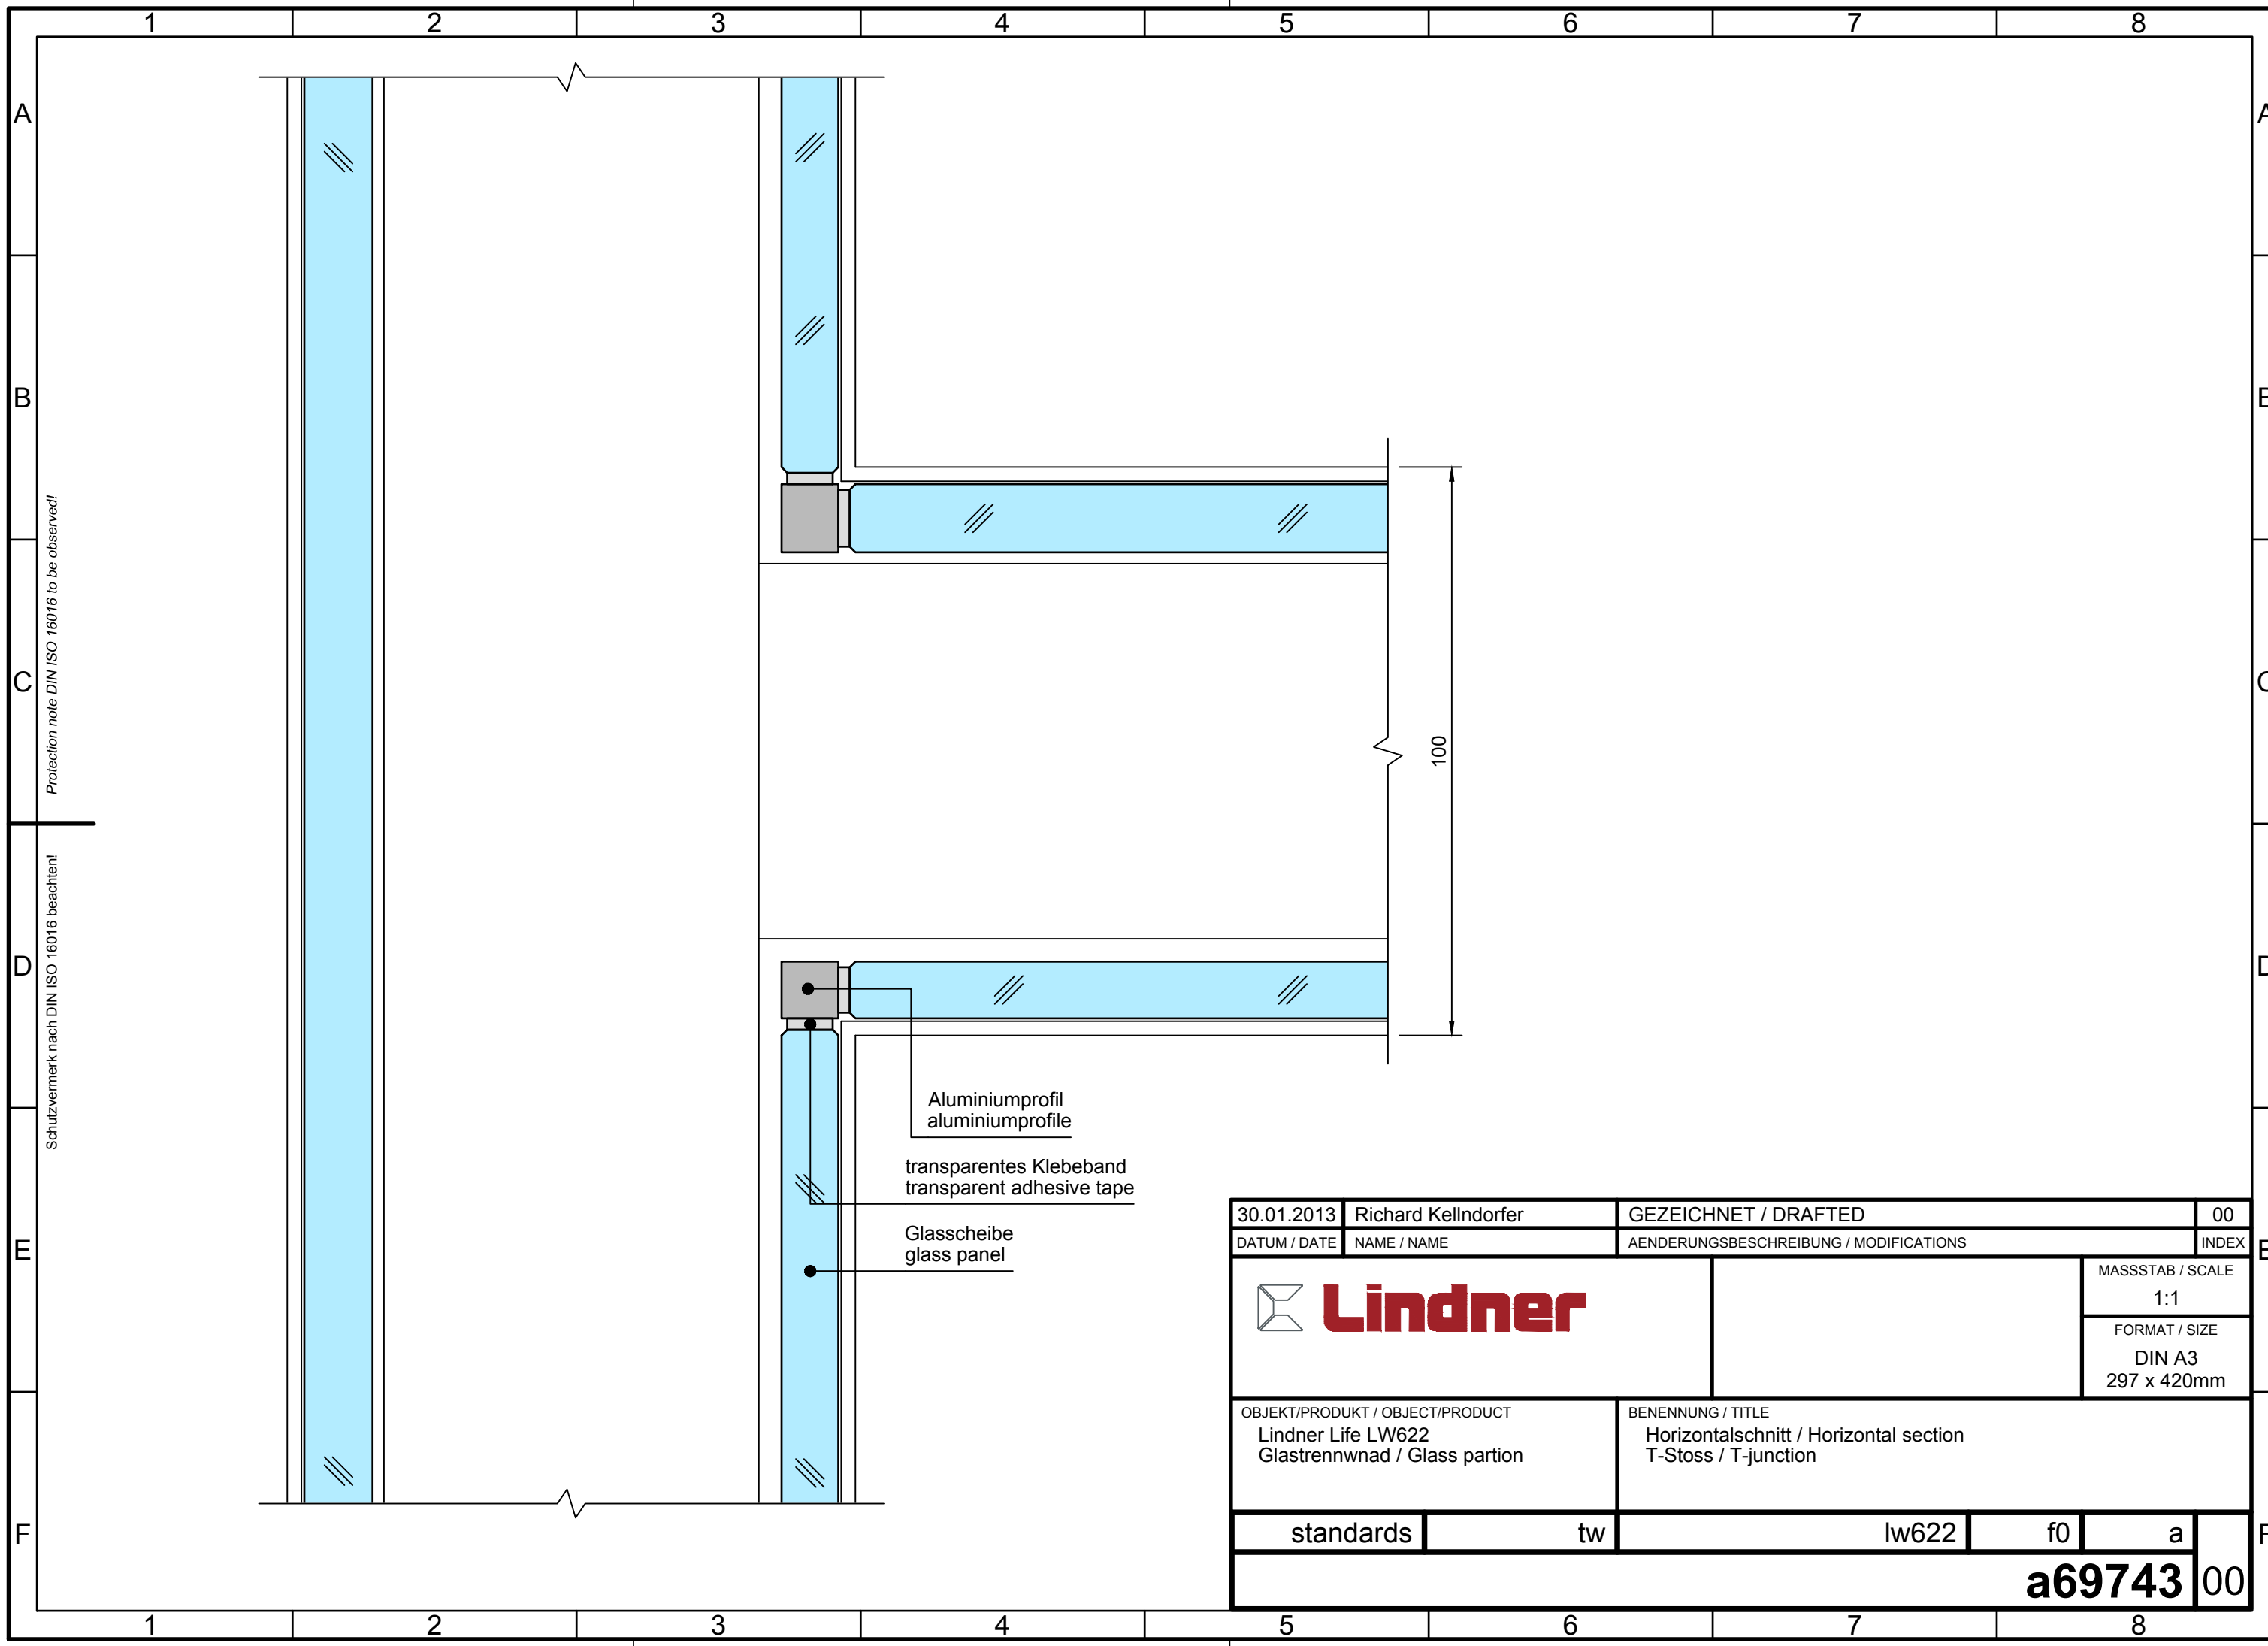 1 2 3 4 5 6 7 8
A
A
B
B
C
C
D
D
E
E
F
F
Protection note DIN ISO 16016 to be observed!
Schutzvermerk nach DIN ISO 16016 beachten!
100
Aluminiumprofil
aluminiumprofile
transparentes Klebeband
transparent adhesive tape
Glasscheibe
glass panel
30.01.2013 Richard Kellndorfer GEZEICHNET / DRAFTED 00
DATUM / DATE NAME / NAME AENDERUNGSBESCHREIBUNG / MODIFICATIONS INDEX
Lindner
MASSSTAB / SCALE
1:1
FORMAT / SIZE
DIN A3
297 x 420mm
OBJEKT/PRODUKT / OBJECT/PRODUCT
Lindner Life LW622
Glastrennwnad / Glass partion
BENENNUNG / TITLE
Horizontalschnitt / Horizontal section
T-Stoss / T-junction
standards tw lw622 f0 a
a69743 00
1 2 3 4 5 6 7 8